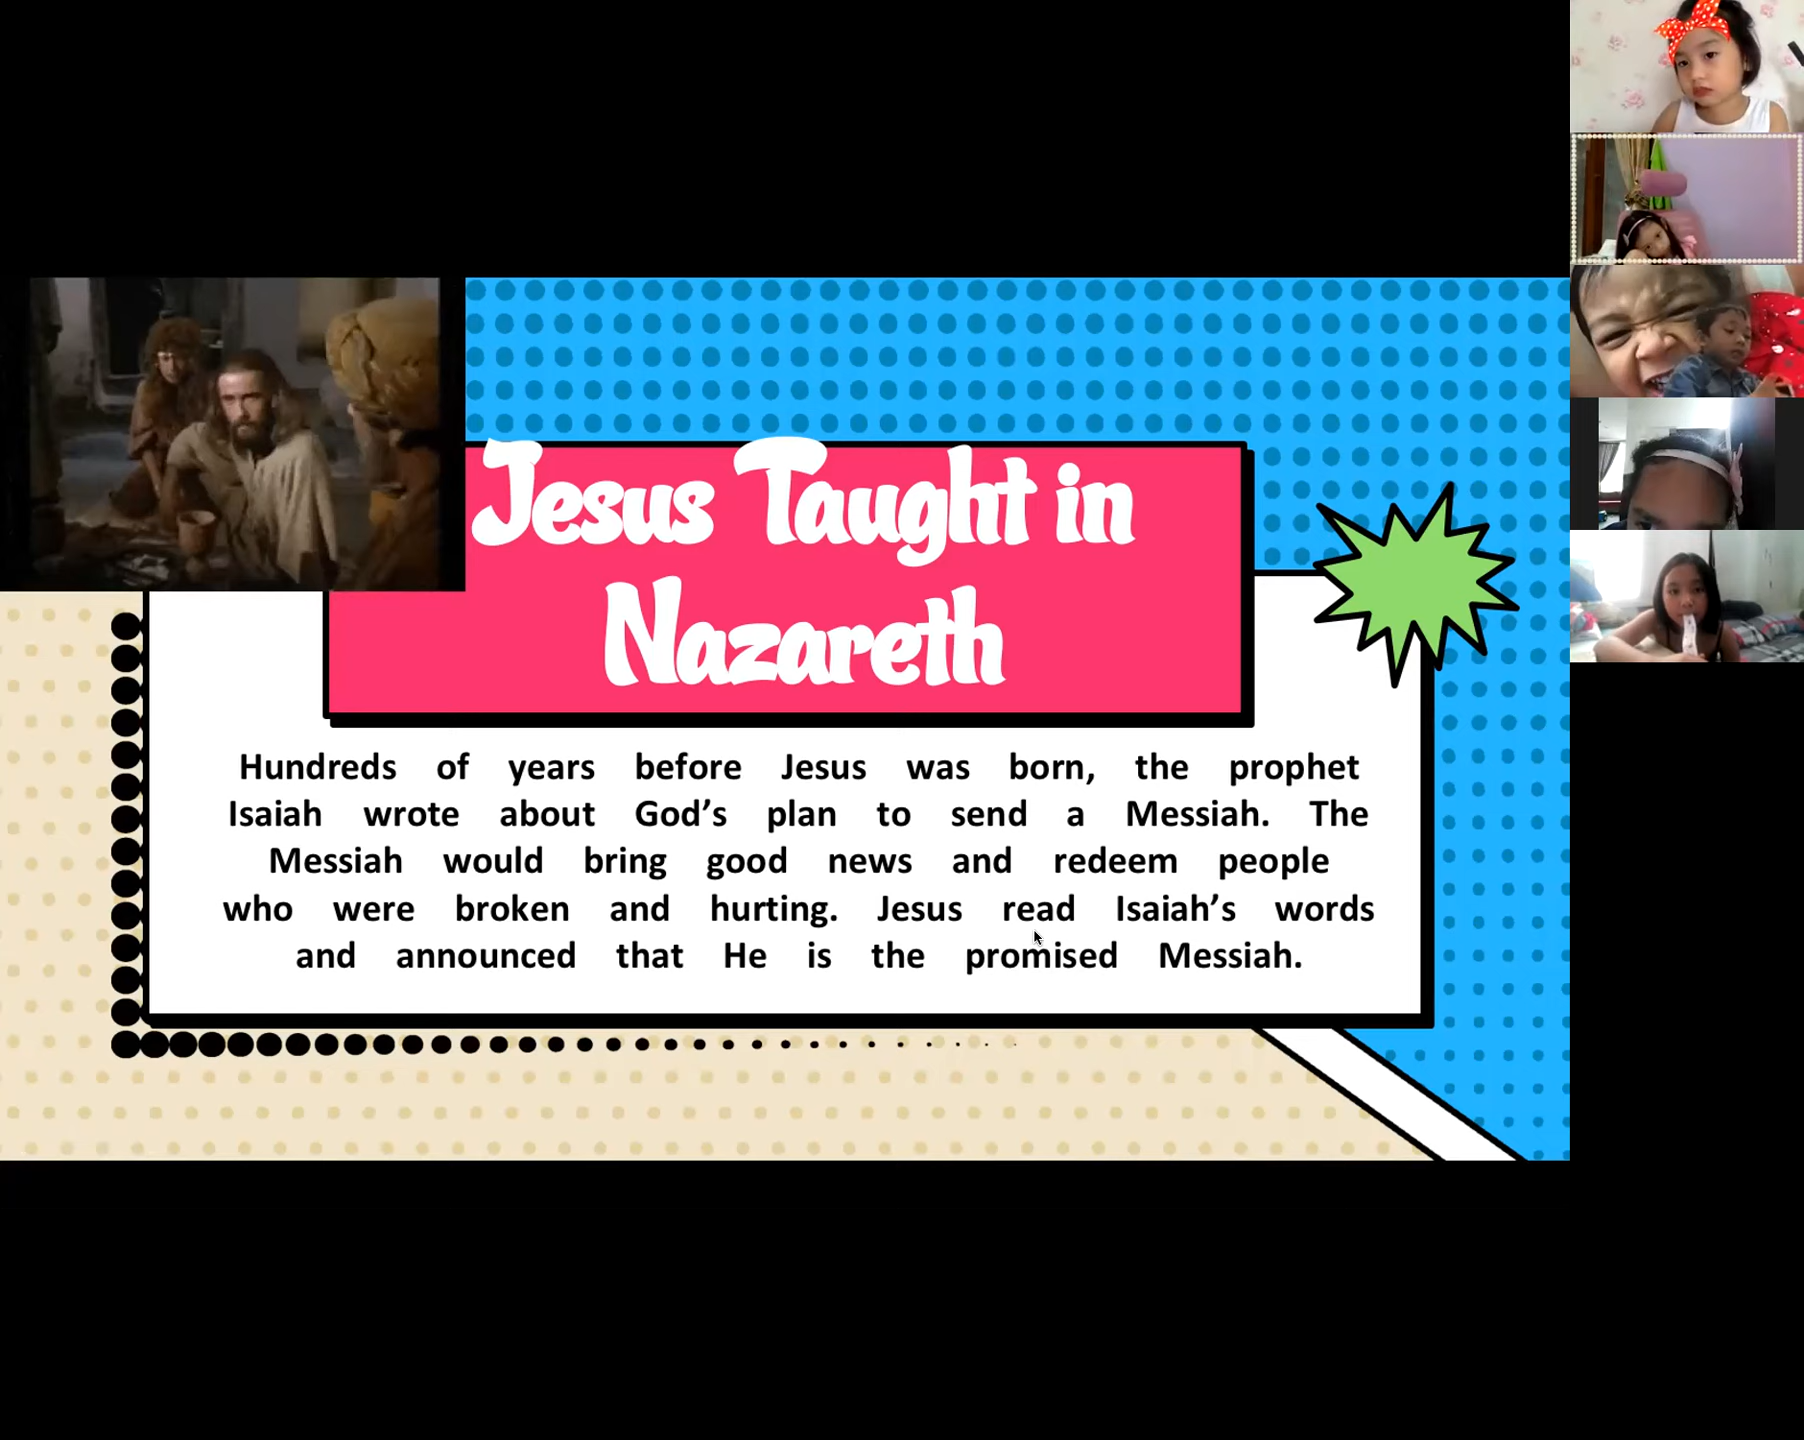 Jesus Taught in
Nazareth
Hundreds of years before Jesus was born, the prophet
Isaiah wrote about God’s plan to send a Messiah. The
Messiah would bring good news and redeem people
who were broken and hurting. Jesus read Isaiah’s words
and announced that He is the promised Messiah.